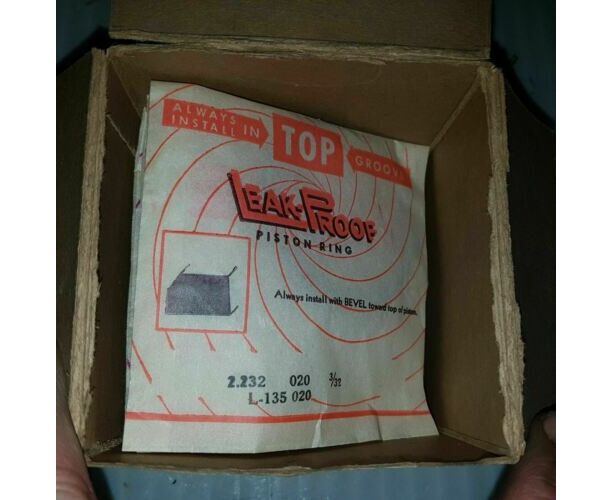 ALWAYS INSTALL IN TOP GROOVE
LEAK-PROOF
PISTON RING
Always install with BEVEL toward top of piston.
2.232 020 3/32
L-135 020